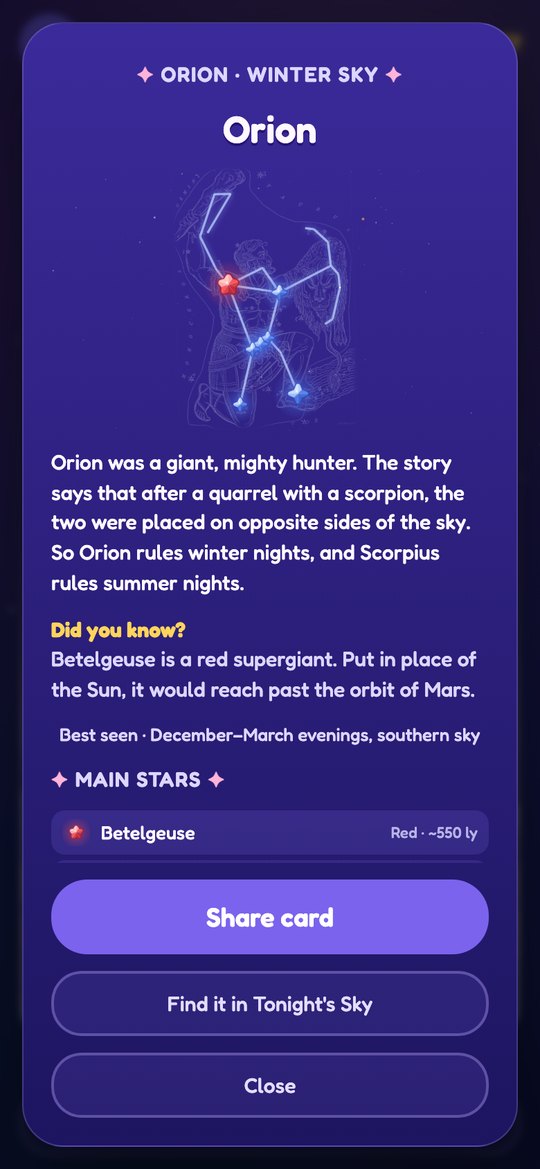 ORION · WINTER SKY
Orion
Orion was a giant, mighty hunter. The story
says that after a quarrel with a scorpion, the
two were placed on opposite sides of the sky.
So Orion rules winter nights, and Scorpius
rules summer nights.
Did you know?
Betelgeuse is a red supergiant. Put in place of
the Sun, it would reach past the orbit of Mars.
Best seen · December–March evenings, southern sky
MAIN STARS
Betelgeuse Red · ~550 ly
Share card
Find it in Tonight's Sky
Close